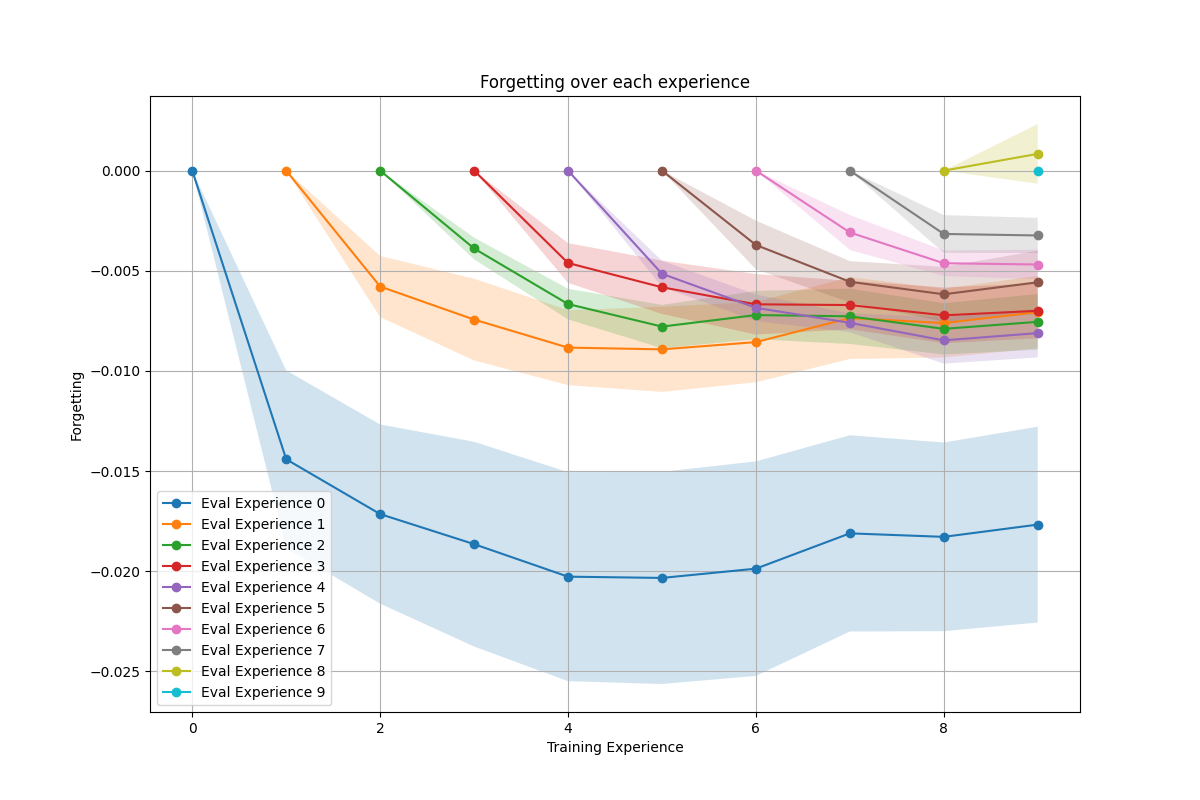 Forgetting over each experience
0.000
−0.005
−0.010
−0.015
−0.020
−0.025
Forgetting
Eval Experience 0
Eval Experience 1
Eval Experience 2
Eval Experience 3
Eval Experience 4
Eval Experience 5
Eval Experience 6
Eval Experience 7
Eval Experience 8
Eval Experience 9
0 2 4 6 8
Training Experience